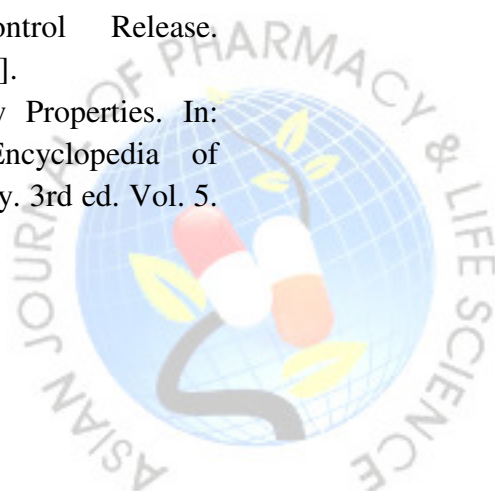 ontrol Release.
].
y Properties. In:
Encyclopedia of
y. 3rd ed. Vol. 5.
ASIAN JOURNAL OF PHARMACY & LIFE SCIENCE